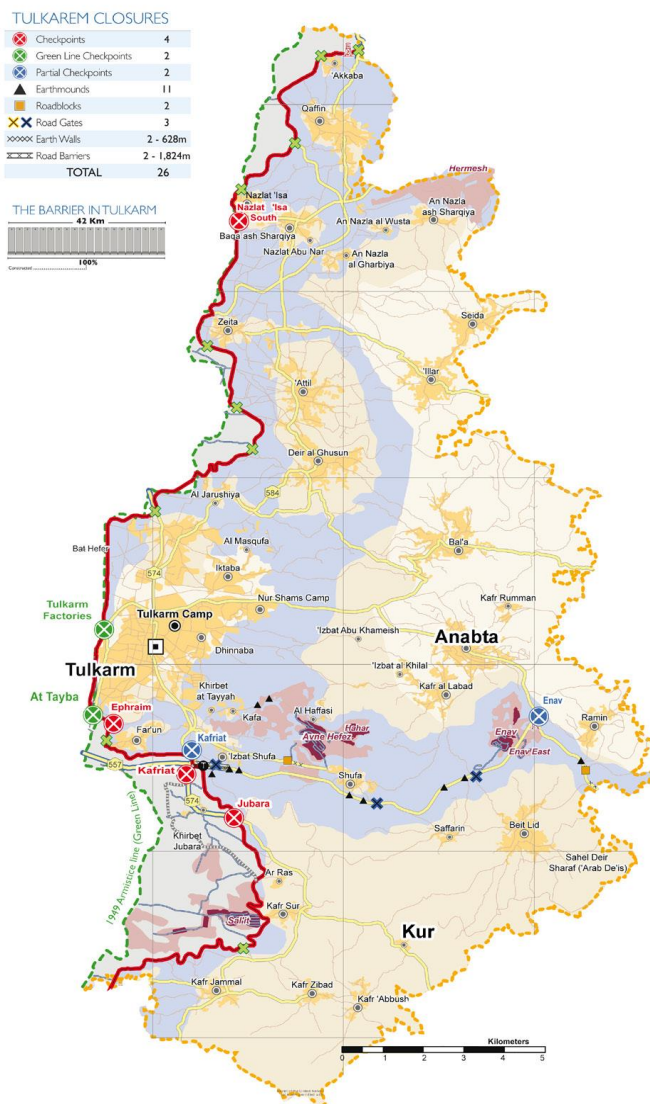 TULKAREM CLOSURES
Checkpoints 4
Green Line Checkpoints 2
Partial Checkpoints 2
Earthmounds 11
Roadblocks 2
Road Gates 3
Earth Walls 2 - 628m
Road Barriers 2 - 1,824m
TOTAL 26
THE BARRIER IN TULKARM
42 Km
100%
Constructed
'Akkaba
Qaffin
Hermesh
Nazlat 'Isa
Nazlat 'Isa
South
An Nazla
ash Sharqiya
An Nazla al Wusta
Baqa ash Sharqiya
Nazlat Abu Nar
An Nazla
al Gharbiya
Zeita
Seida
'Illar
'Attil
Deir al Ghusun
584
Al Jarushiya
Bat Hefer
Al Masqufa
Bal'a
574
Iktaba
Nur Shams Camp
Kafr Rumman
Tulkarm
Factories
Tulkarm Camp
Dhinnaba
'Izbat Abu Khameish
Anabta
Tulkarm
'Izbat al Khilal
Kafr al Labad
Khirbet
at Tayyah
At Tayba
Ephraim
Kafa
Al Haffasi
Enav
Ramin
Far'un
Kafriat
Avne Hefez
Hahar
Enav
Enav East
557
Izbat Shufa
Kafriat
Shufa
574
Jubara
Khirbet
Jubara
Saffarin
Beit Lid
1949 Armistice line (Green Line)
Sahel Deir
Sharaf ('Arab De'is)
Ar Ras
Kafr Sur
Sal'it
Kur
Kafr Jammal
Kafr Zibad
Kafr 'Abbush
Kilometers
0 1 2 3 4 5